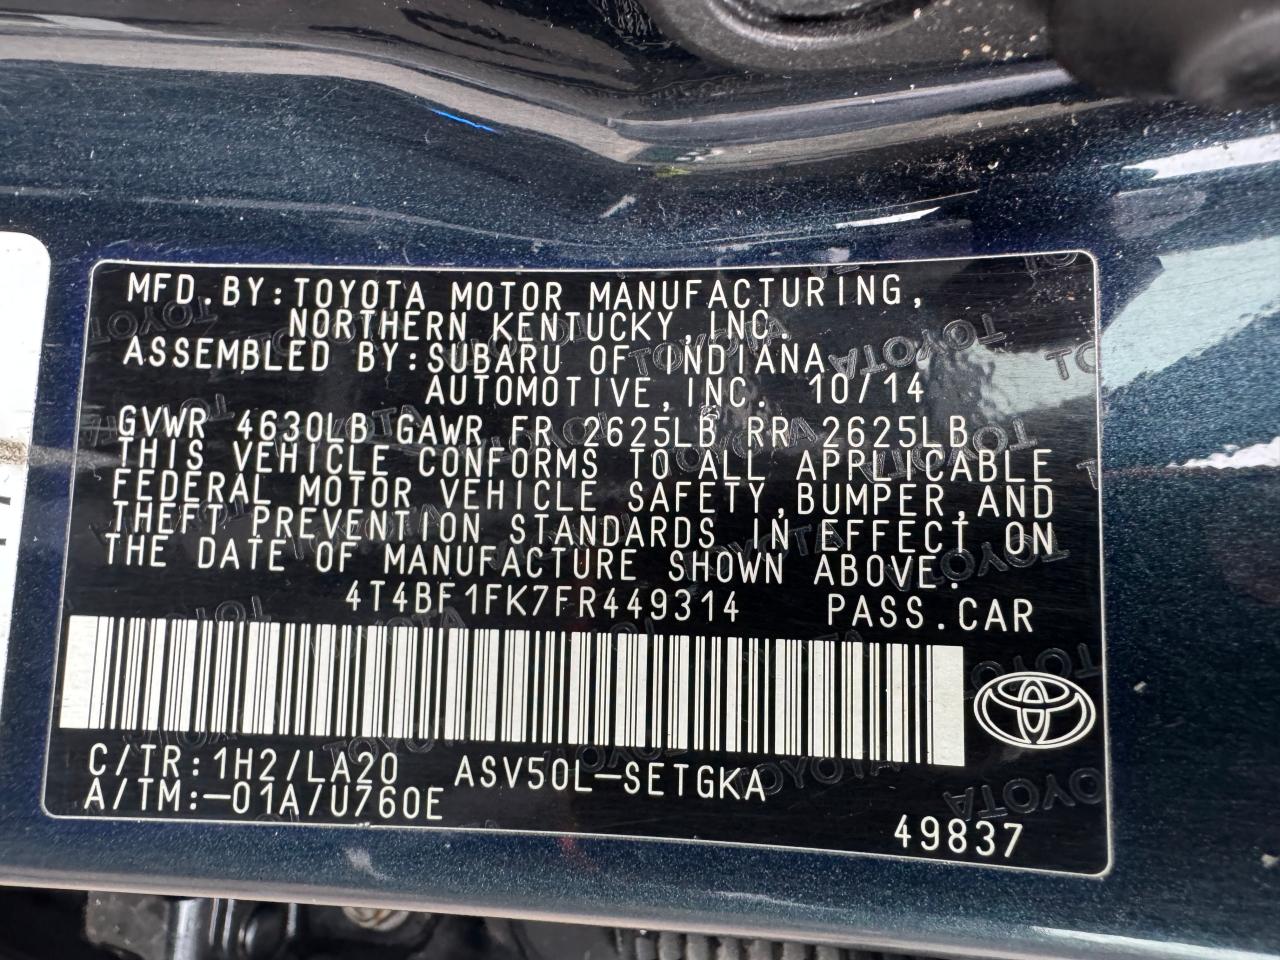 MFD.BY:TOYOTA MOTOR MANUFACTURING,
NORTHERN KENTUCKY,INC.
ASSEMBLED BY:SUBARU OF INDIANA
AUTOMOTIVE,INC. 10/14
GVWR 4630LB GAWR FR 2625LB RR 2625LB
THIS VEHICLE CONFORMS TO ALL APPLICABLE
FEDERAL MOTOR VEHICLE SAFETY,BUMPER,AND
THEFT PREVENTION STANDARDS IN EFFECT ON
THE DATE OF MANUFACTURE SHOWN ABOVE.
4T4BF1FK7FR449314 PASS.CAR
C/TR:1H2/LA20 ASV50L-SETGKA
A/TM:-01A/U760E
49837